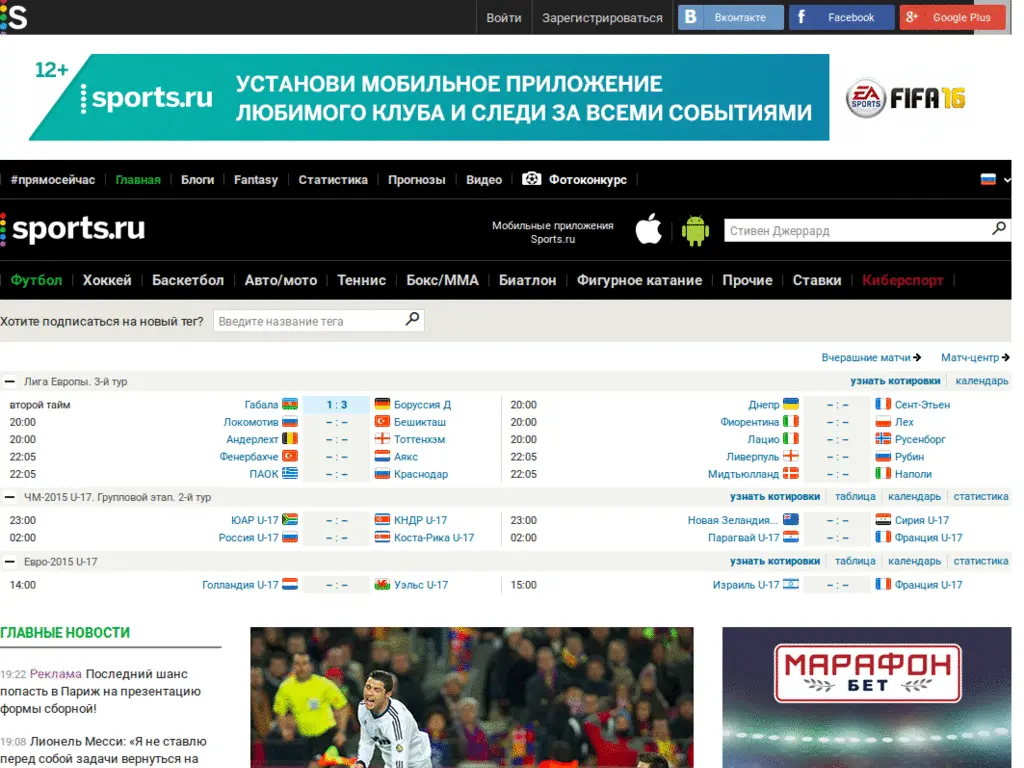 S
Войти
Зарегистрироваться
B Вконтакте
f Facebook
8+ Google Plus
12+
sports.ru
УСТАНОВИ МОБИЛЬНОЕ ПРИЛОЖЕНИЕ
ЛЮБИМОГО КЛУБА И СЛЕДИ ЗА ВСЕМИ СОБЫТИЯМИ
EA SPORTS FIFA 16
#прямосейчас Главная Блоги Fantasy Статистика Прогнозы Видео Фотоконкурс
sports.ru
Мобильные приложения
Sports.ru
Стивен Джеррард
Футбол Хоккей Баскетбол Авто/мото Теннис Бокс/ММА Биатлон Фигурное катание Прочие Ставки Киберспорт
Хотите подписаться на новый тег? Введите название тега
Вчерашние матчи Матч-центр
Лига Европы. 3-й тур узнать котировки календарь
второй тайм Габала 1 : 3 Боруссия Д 20:00 Днепр – : – Сент-Этьен
20:00 Локомотив – : – Бешикташ 20:00 Фиорентина – : – Лех
20:00 Андерлехт – : – Тоттенхэм 20:00 Лацио – : – Русенборг
22:05 Фенербахче – : – Аякс 22:05 Ливерпуль – : – Рубин
22:05 ПАОК – : – Краснодар 22:05 Мидтьюлланд – : – Наполи
ЧМ-2015 U-17. Групповой этап. 2-й тур узнать котировки таблица календарь статистика
23:00 ЮАР U-17 – : – КНДР U-17 23:00 Новая Зеландия... – : – Сирия U-17
02:00 Россия U-17 – : – Коста-Рика U-17 02:00 Парагвай U-17 – : – Франция U-17
Евро-2015 U-17 узнать котировки таблица календарь статистика
14:00 Голландия U-17 – : – Уэльс U-17 15:00 Израиль U-17 – : – Франция U-17
ГЛАВНЫЕ НОВОСТИ
19:22 Реклама Последний шанс
попасть в Париж на презентацию
формы сборной!
19:08 Лионель Месси: «Я не ставлю
перед собой задачи вернуться на
МАРАФОН
БЕТ